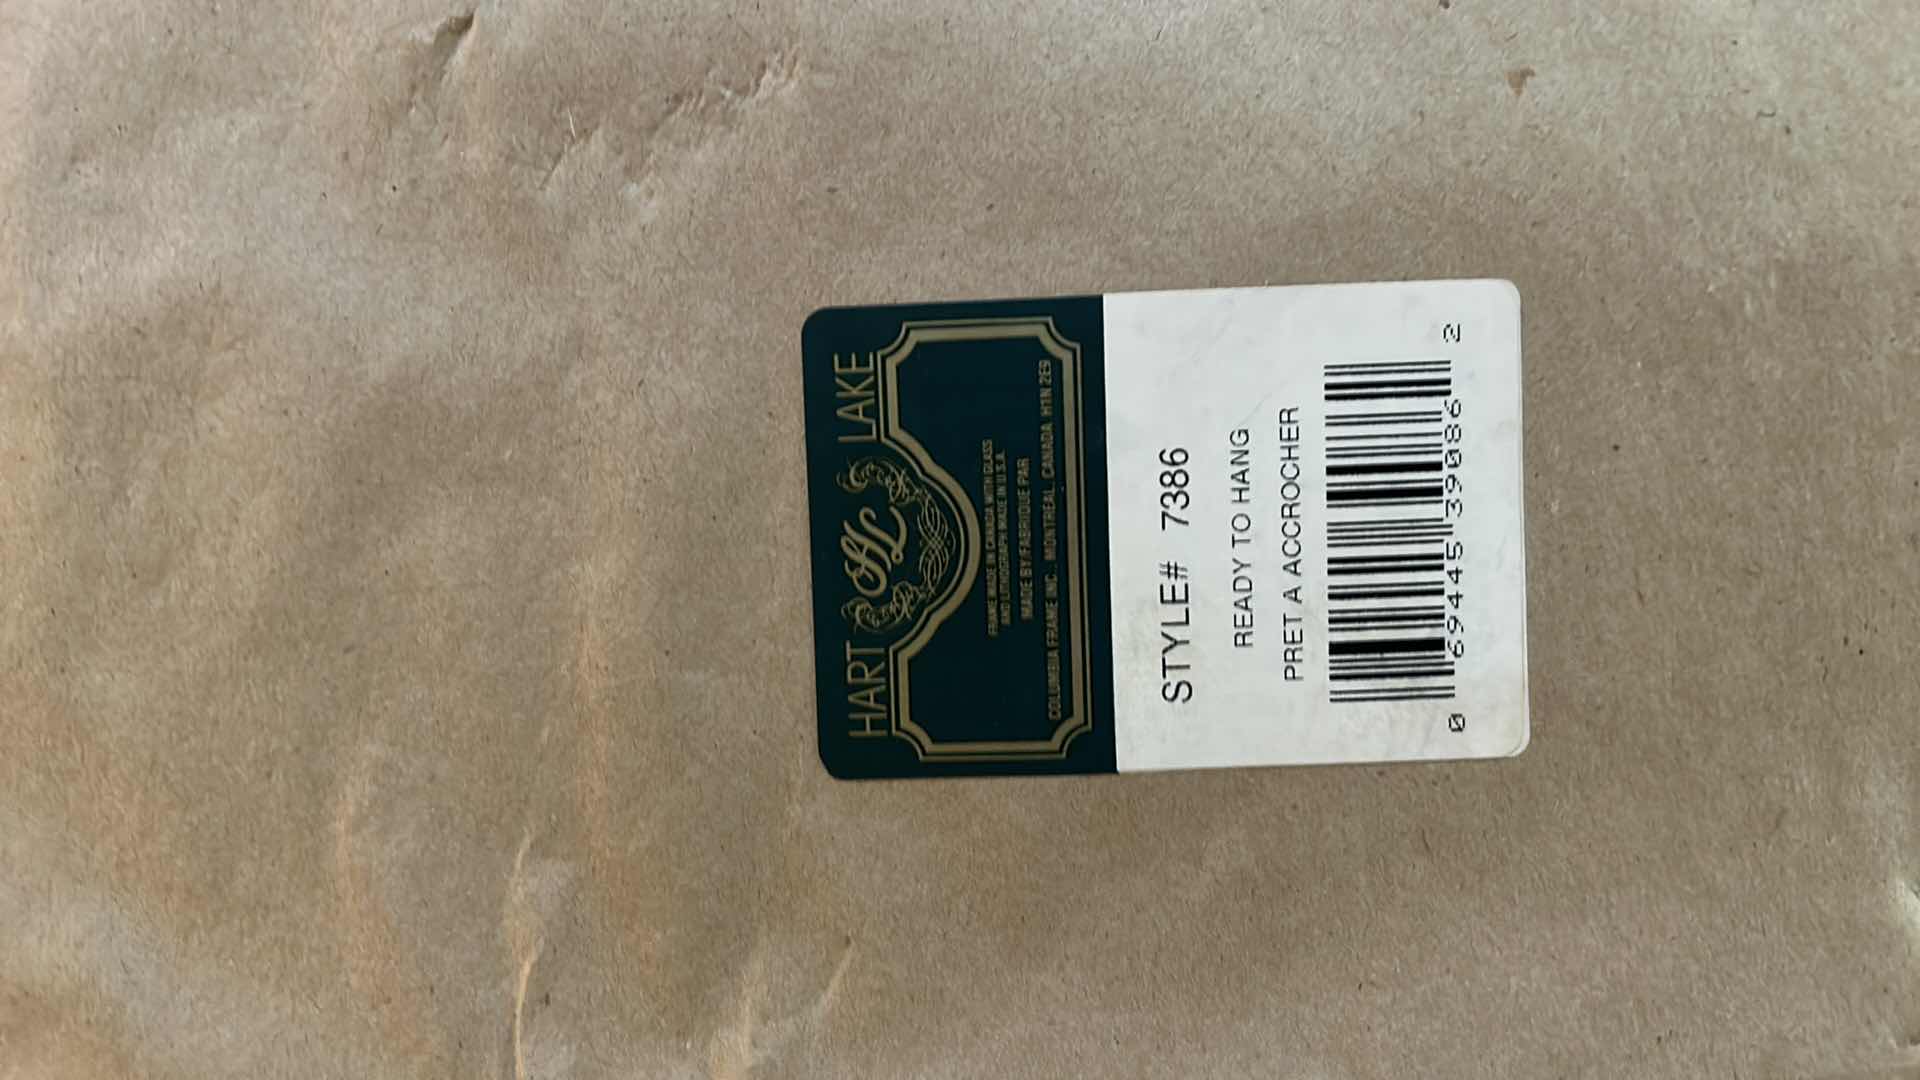 HART HL LAKE
FRAME MADE IN CANADA WITH GLASS
AND LITHOGRAPH MADE IN U.S.A.
MADE BY/FABRIQUE PAR
COLUMBIA FRAME INC., MONTREAL, CANADA H1N 2E9
STYLE# 7386
READY TO HANG
PRET A ACCROCHER
0 69445 39086 2